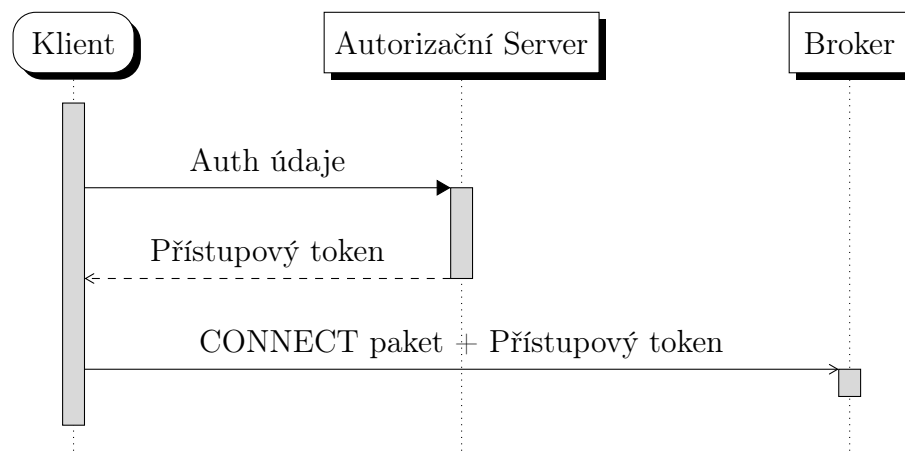 Klient
Autorizační Server
Broker
Auth údaje
Přístupový token
CONNECT paket + Přístupový token